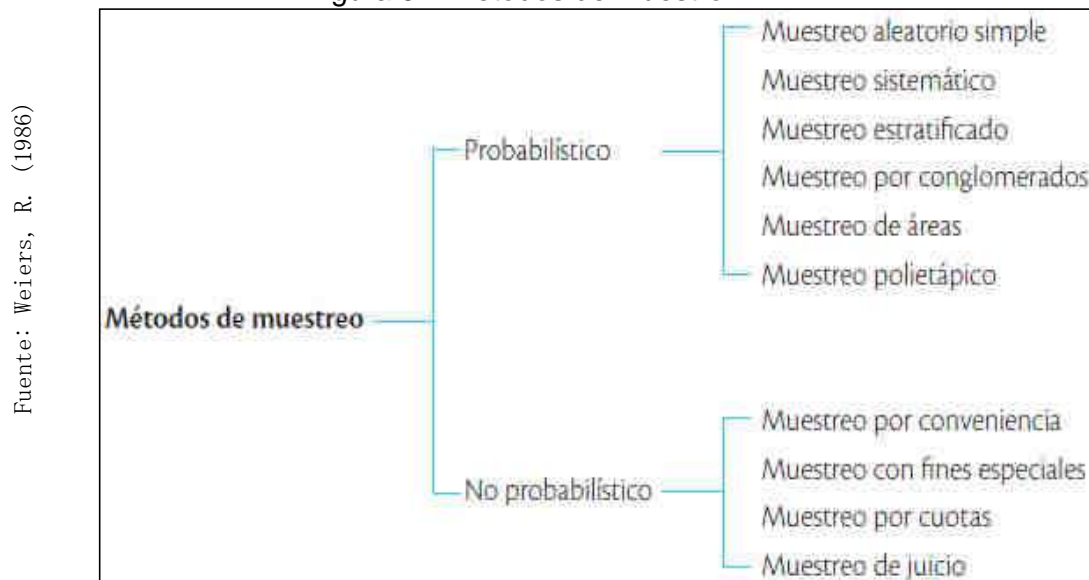 Muestreo aleatorio simple
Muestreo sistemático
Muestreo estratificado
Probabilístico
Muestreo por conglomerados
Muestreo de áreas
Muestreo polietápico
Métodos de muestreo
Muestreo por conveniencia
Muestreo con fines especiales
No probabilístico
Muestreo por cuotas
Muestreo de juicio
Fuente: Weiers, R. (1986)